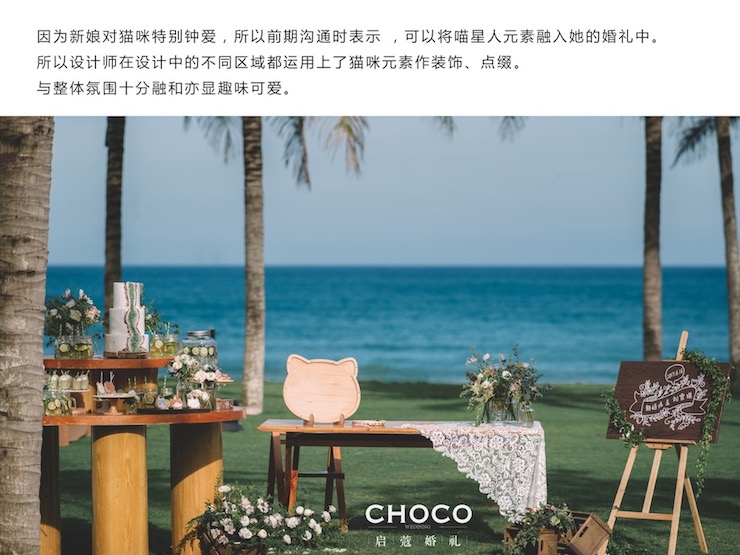 因为新娘对猫咪特别钟爱，所以前期沟通时表示 ，可以将喵星人元素融入她的婚礼中。
所以设计师在设计中的不同区域都运用上了猫咪元素作装饰、点缀。
与整体氛围十分融和亦显趣味可爱。
CHOCO
WEDDING
启蔻婚礼